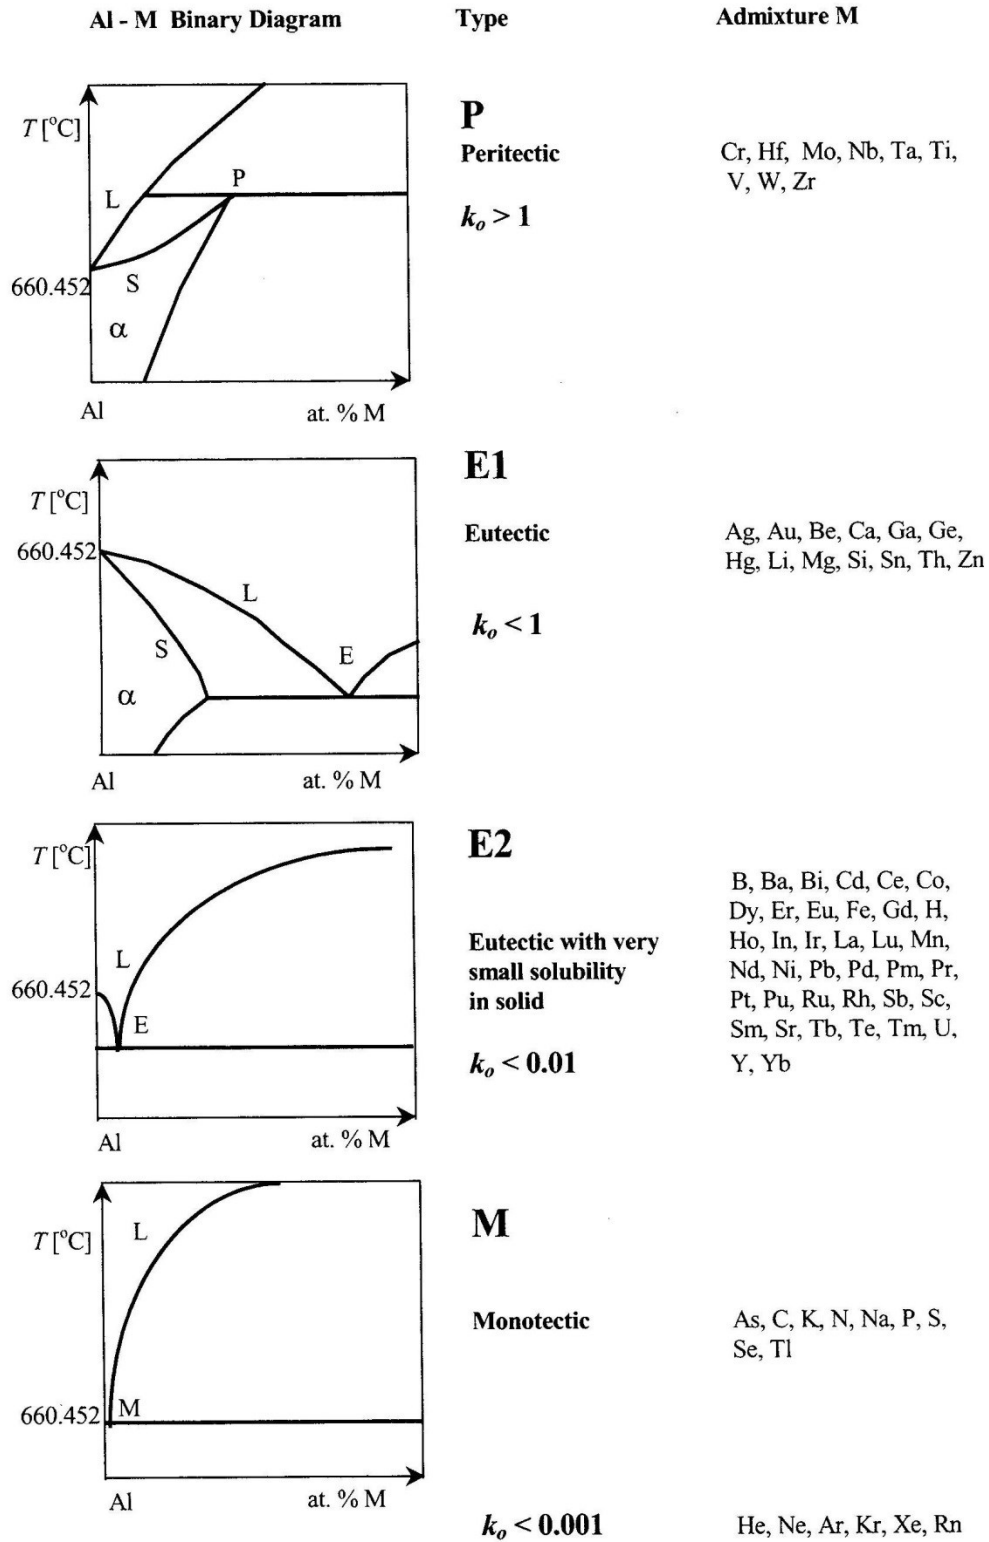 Al - M Binary Diagram
Type
Admixture M
T [°C]
L
P
S
660.452
α
Al
at. % M
P
Peritectic
kₒ > 1
Cr, Hf, Mo, Nb, Ta, Ti,
V, W, Zr
T [°C]
660.452
L
S
E
α
Al
at. % M
E1
Eutectic
kₒ < 1
Ag, Au, Be, Ca, Ga, Ge,
Hg, Li, Mg, Si, Sn, Th, Zn
T [°C]
L
660.452
E
Al
at. % M
E2
Eutectic with very
small solubility
in solid
kₒ < 0.01
B, Ba, Bi, Cd, Ce, Co,
Dy, Er, Eu, Fe, Gd, H,
Ho, In, Ir, La, Lu, Mn,
Nd, Ni, Pb, Pd, Pm, Pr,
Pt, Pu, Ru, Rh, Sb, Sc,
Sm, Sr, Tb, Te, Tm, U,
Y, Yb
T [°C]
L
660.452
M
Al
at. % M
M
Monotectic
As, C, K, N, Na, P, S,
Se, Tl
kₒ < 0.001
He, Ne, Ar, Kr, Xe, Rn